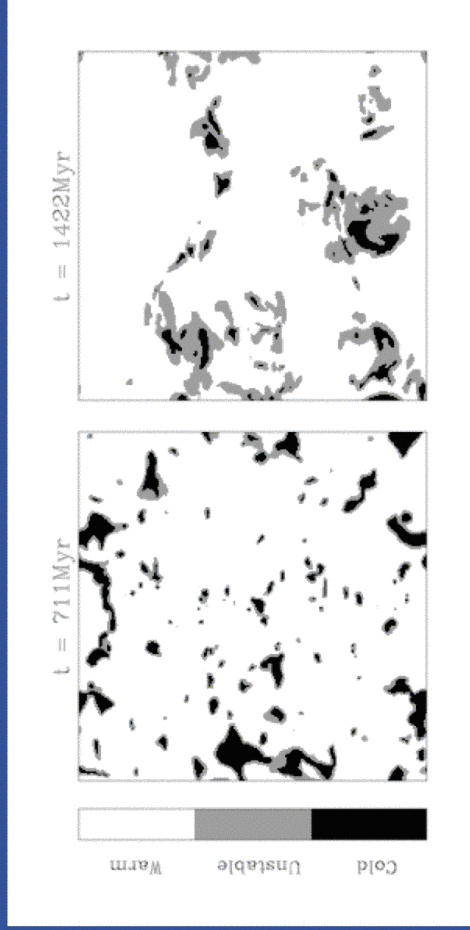 t = 1422Myr
t = 711Myr
Warm
Unstable
Cold